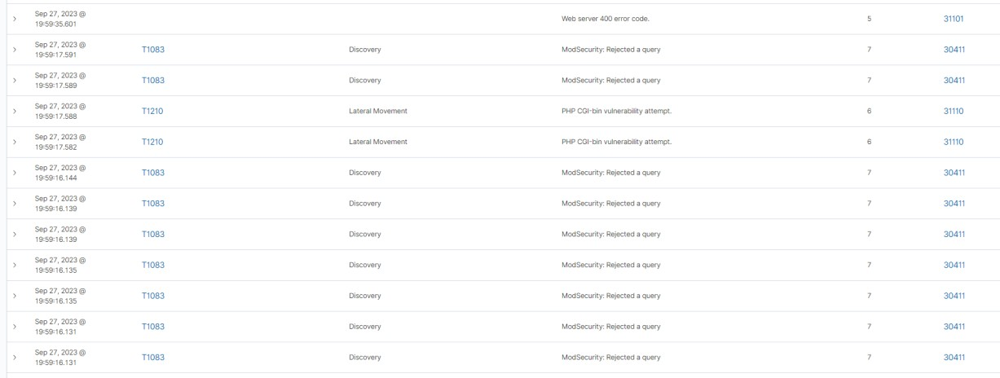 Sep 27, 2023 @
19:59:35.601 Web server 400 error code. 5 31101
Sep 27, 2023 @
19:59:17.591 T1083 Discovery ModSecurity: Rejected a query 7 30411
Sep 27, 2023 @
19:59:17.589 T1083 Discovery ModSecurity: Rejected a query 7 30411
Sep 27, 2023 @
19:59:17.588 T1210 Lateral Movement PHP CGI-bin vulnerability attempt. 6 31110
Sep 27, 2023 @
19:59:17.582 T1210 Lateral Movement PHP CGI-bin vulnerability attempt. 6 31110
Sep 27, 2023 @
19:59:16.144 T1083 Discovery ModSecurity: Rejected a query 7 30411
Sep 27, 2023 @
19:59:16.139 T1083 Discovery ModSecurity: Rejected a query 7 30411
Sep 27, 2023 @
19:59:16.139 T1083 Discovery ModSecurity: Rejected a query 7 30411
Sep 27, 2023 @
19:59:16.135 T1083 Discovery ModSecurity: Rejected a query 7 30411
Sep 27, 2023 @
19:59:16.135 T1083 Discovery ModSecurity: Rejected a query 7 30411
Sep 27, 2023 @
19:59:16.131 T1083 Discovery ModSecurity: Rejected a query 7 30411
Sep 27, 2023 @
19:59:16.131 T1083 Discovery ModSecurity: Rejected a query 7 30411